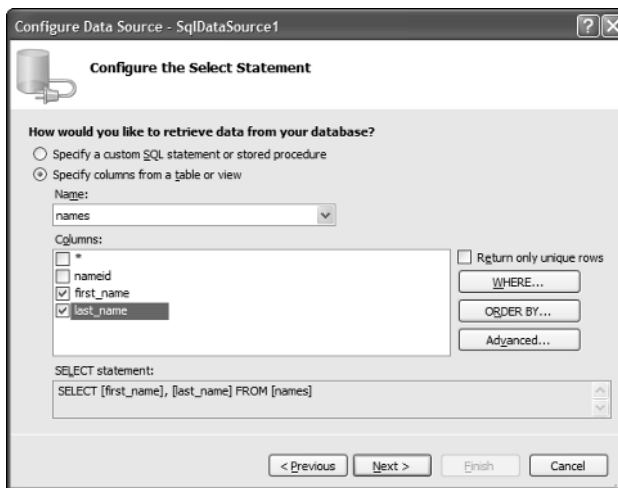 Configure Data Source - SqlDataSource1
Configure the Select Statement
How would you like to retrieve data from your database?
Specify a custom SQL statement or stored procedure
Specify columns from a table or view
Name:
names
Columns:
*
nameid
first_name
last_name
Return only unique rows
WHERE...
ORDER BY...
Advanced...
SELECT statement:
SELECT [first_name], [last_name] FROM [names]
< Previous
Next >
Finish
Cancel